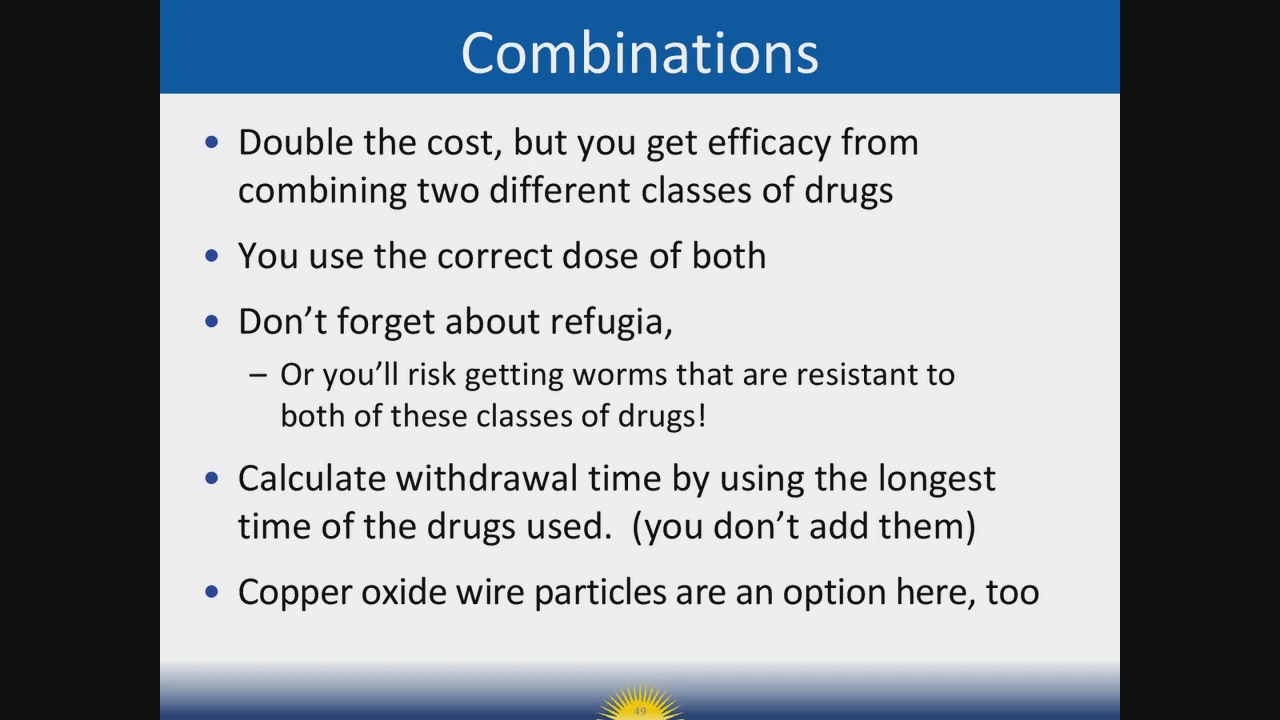 Combinations
• Double the cost, but you get efficacy from
combining two different classes of drugs
• You use the correct dose of both
• Don’t forget about refugia,
– Or you’ll risk getting worms that are resistant to
both of these classes of drugs!
• Calculate withdrawal time by using the longest
time of the drugs used.  (you don’t add them)
• Copper oxide wire particles are an option here, too
49